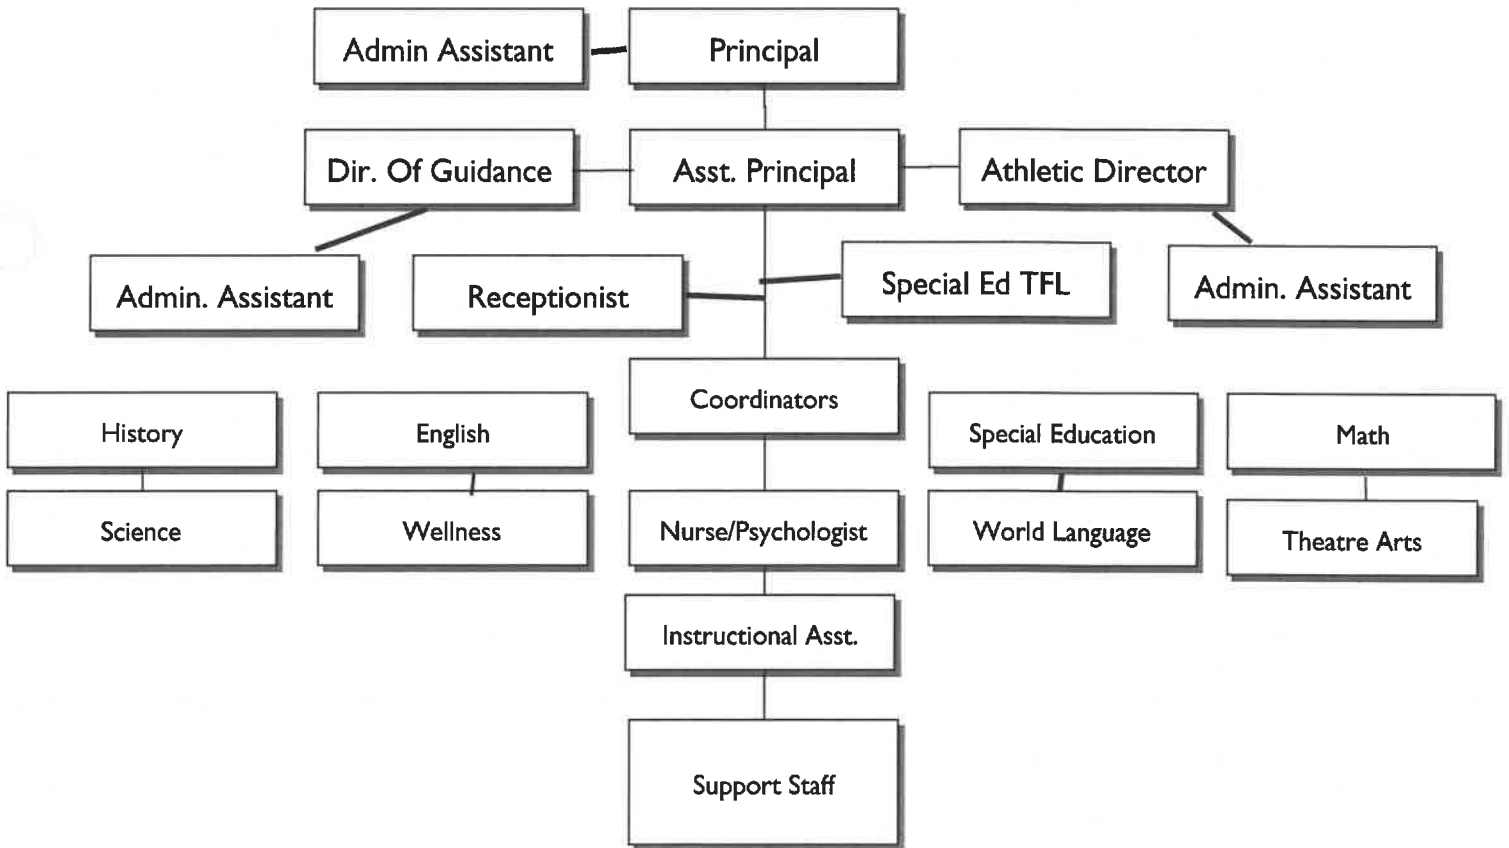 Admin Assistant
Principal
Dir. Of Guidance
Asst. Principal
Athletic Director
Admin. Assistant
Receptionist
Special Ed TFL
Admin. Assistant
Coordinators
History
English
Special Education
Math
Science
Wellness
Nurse/Psychologist
World Language
Theatre Arts
Instructional Asst.
Support Staff